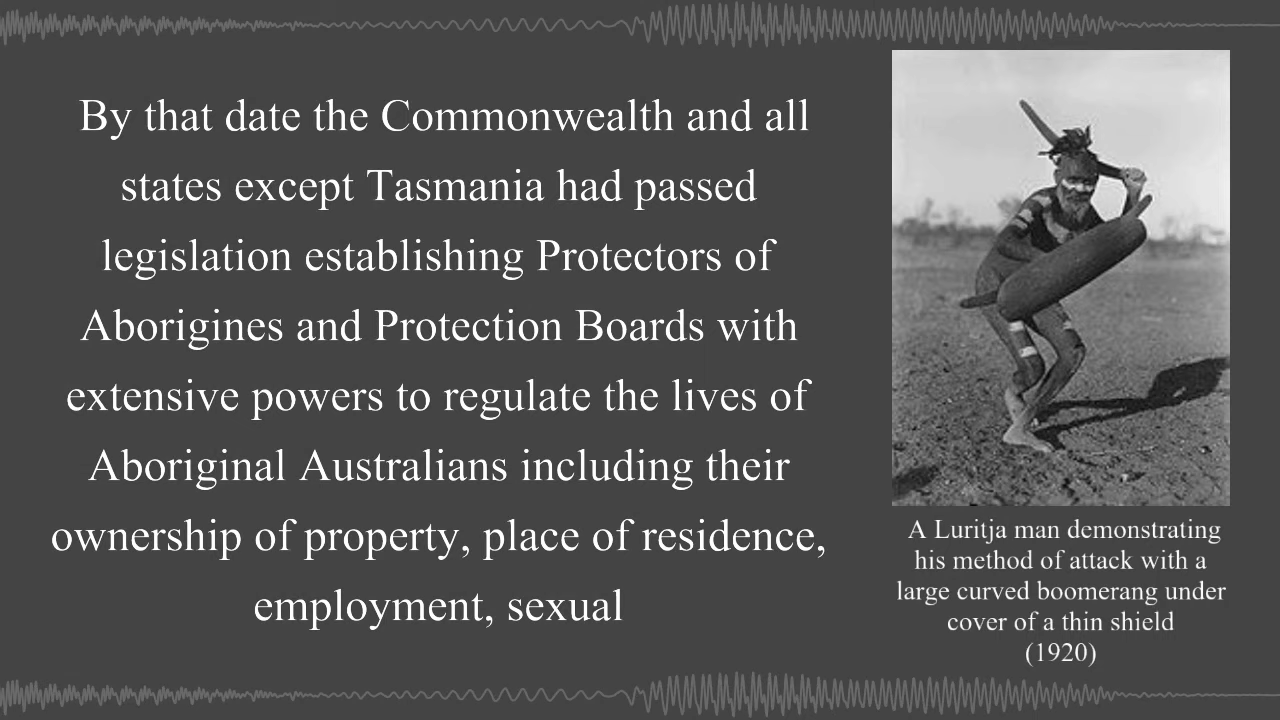 By that date the Commonwealth and all
states except Tasmania had passed
legislation establishing Protectors of
Aborigines and Protection Boards with
extensive powers to regulate the lives of
Aboriginal Australians including their
ownership of property, place of residence,
employment, sexual
A Luritja man demonstrating
his method of attack with a
large curved boomerang under
cover of a thin shield
(1920)